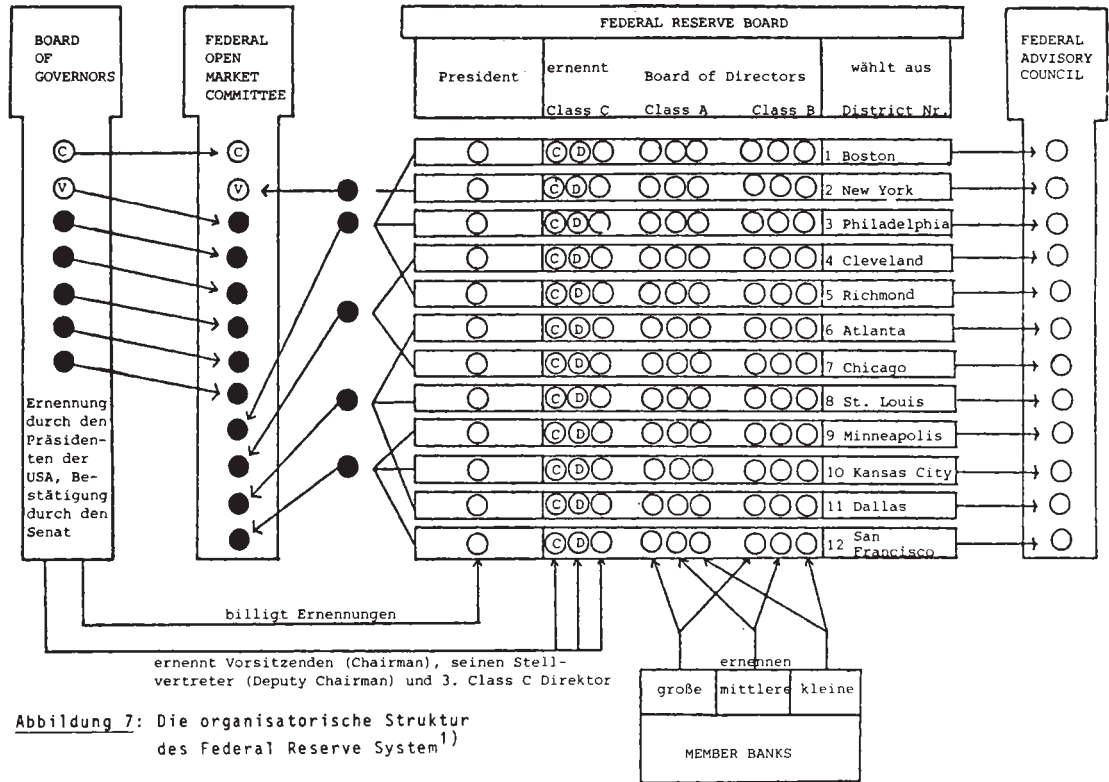 BOARD
OF
GOVERNORS
FEDERAL
OPEN
MARKET
COMMITTEE
FEDERAL RESERVE BOARD
President
ernennt
Board of Directors
wählt aus
Class C
Class A
Class B
District Nr.
FEDERAL
ADVISORY
COUNCIL
C
V
C
V
C D
1 Boston
C D
2 New York
C D
3 Philadelphia
C D
4 Cleveland
C D
5 Richmond
C D
6 Atlanta
C D
7 Chicago
C D
8 St. Louis
C D
9 Minneapolis
C D
10 Kansas City
C D
11 Dallas
C D
12 San
Francisco
Ernennung
durch den
Präsiden-
ten der
USA, Be-
stätigung
durch den
Senat
billigt Ernennungen
ernennt Vorsitzenden (Chairman), seinen Stell-
vertreter (Deputy Chairman) und 3. Class C Direktor
ernennen
große
mittlere
kleine
MEMBER BANKS
Abbildung 7: Die organisatorische Struktur
des Federal Reserve System1)